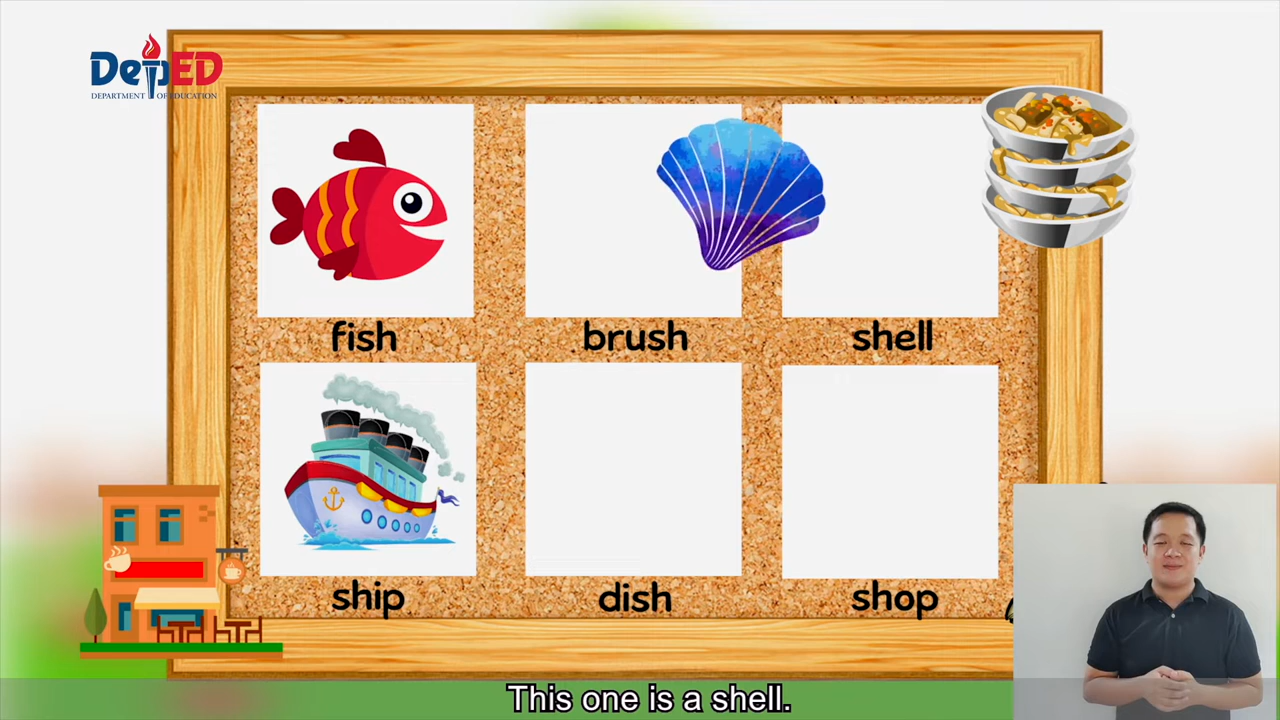 DepED
DEPARTMENT OF EDUCATION
fish
brush
shell
ship
dish
shop
This one is a shell.